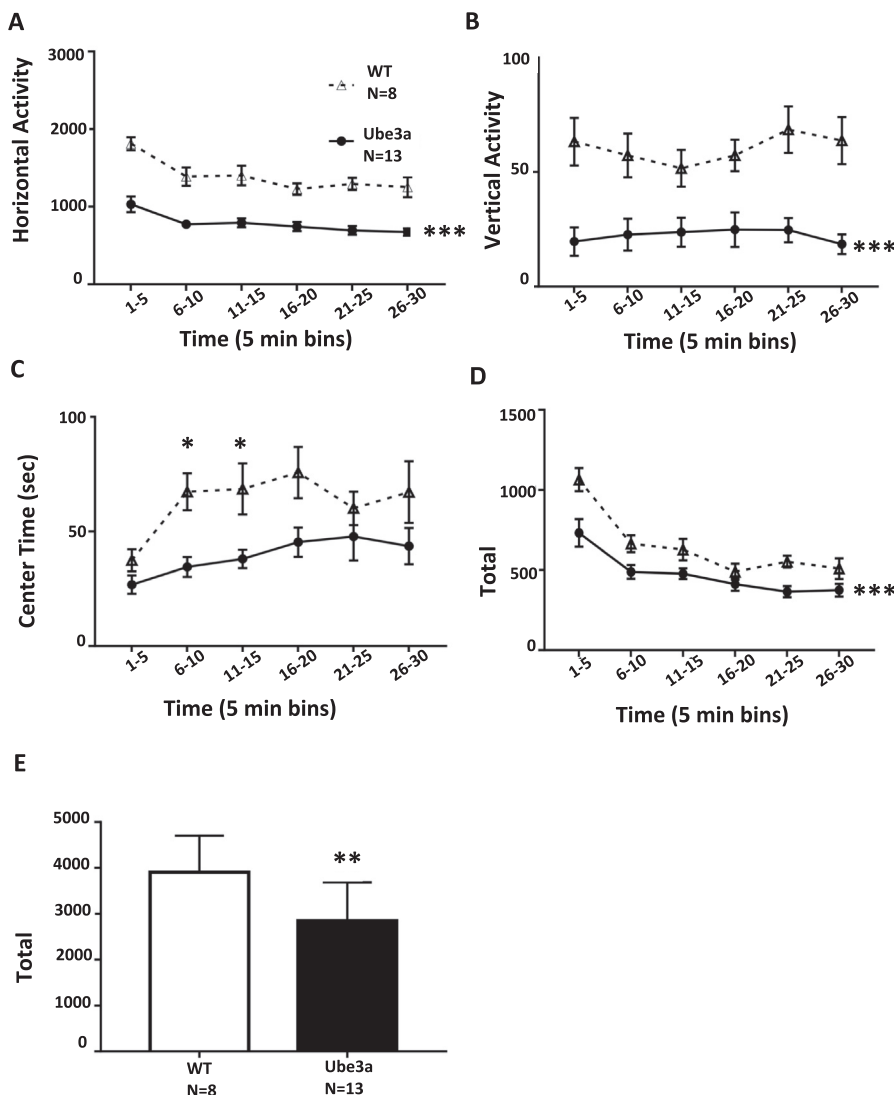 A
Horizontal Activity
3000
2000
1000
0
WT
N=8
Ube3a
N=13
***
1-5
6-10
11-15
16-20
21-25
26-30
Time (5 min bins)
B
Vertical Activity
100
50
0
***
1-5
6-10
11-15
16-20
21-25
26-30
Time (5 min bins)
C
Center Time (sec)
100
50
0
*
*
1-5
6-10
11-15
16-20
21-25
26-30
Time (5 min bins)
D
Total
1500
1000
500
0
***
1-5
6-10
11-15
16-20
21-25
26-30
Time (5 min bins)
E
Total
5000
4000
3000
2000
1000
0
**
WT
N=8
Ube3a
N=13